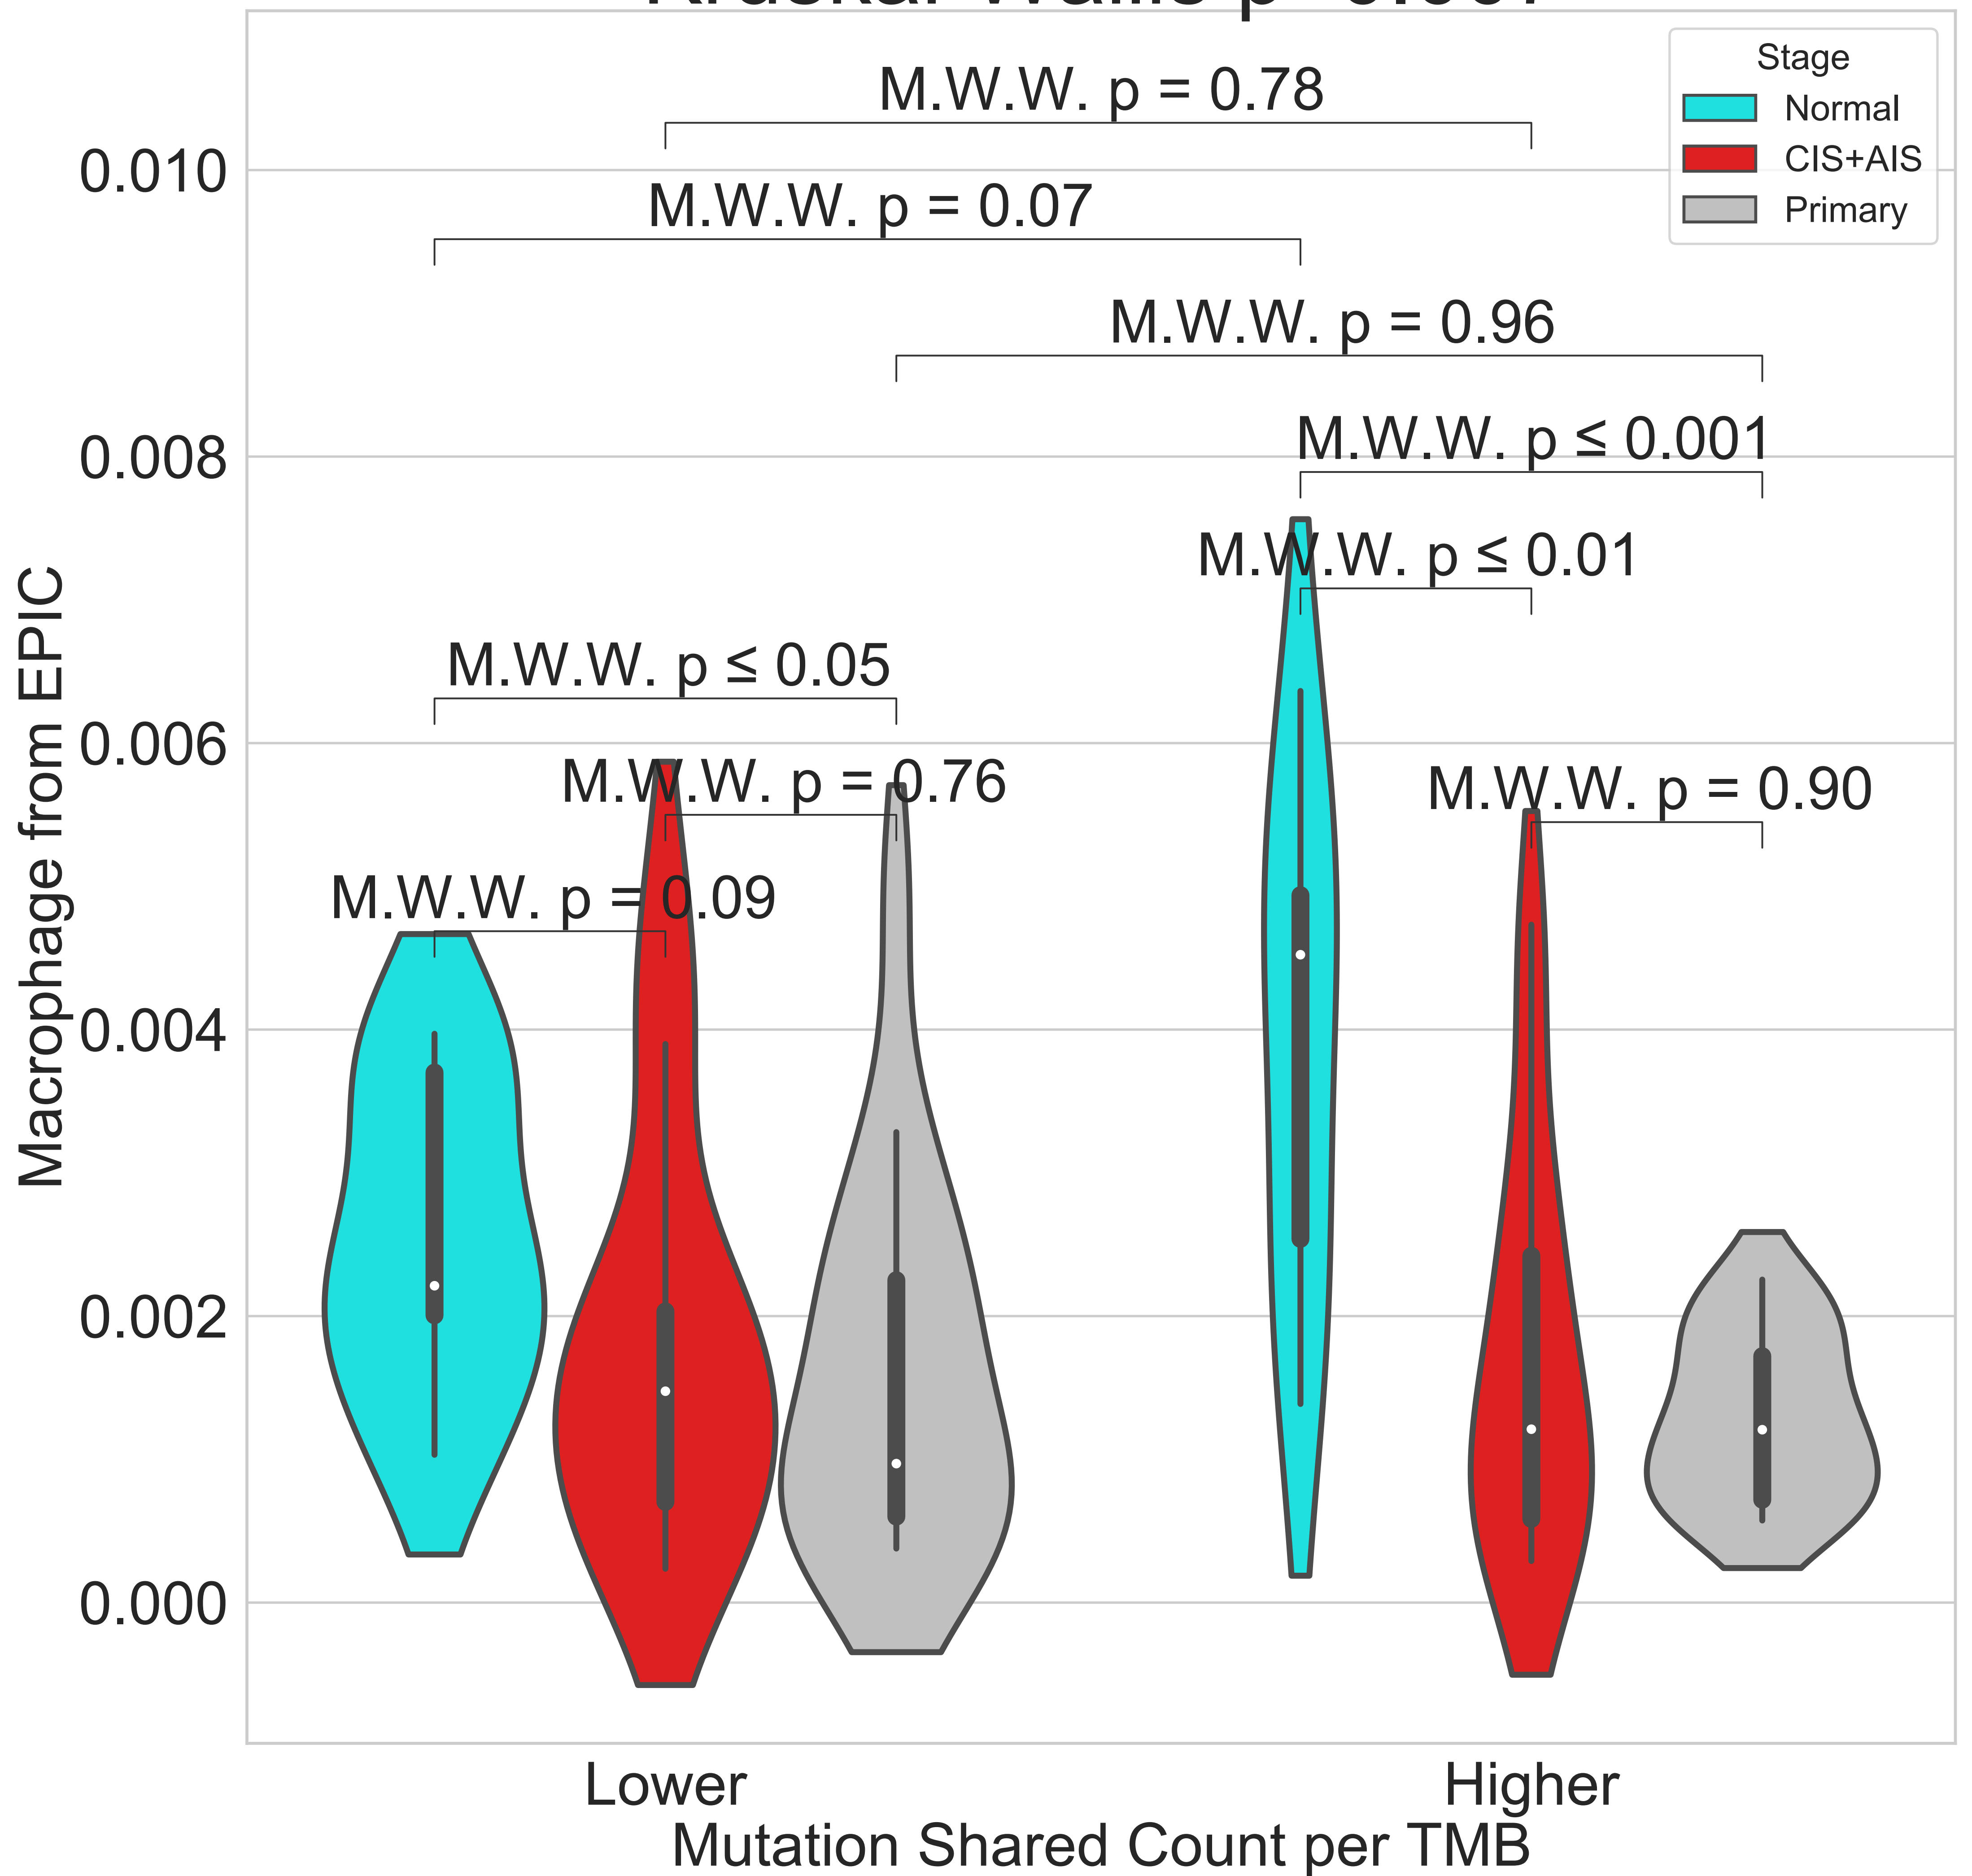 Stage
Normal
CIS+AIS
Primary
M.W.W. p = 0.78
M.W.W. p = 0.07
M.W.W. p = 0.96
M.W.W. p ≤ 0.001
M.W.W. p ≤ 0.01
M.W.W. p ≤ 0.05
M.W.W. p = 0.76
M.W.W. p = 0.90
M.W.W. p = 0.09
0.010
0.008
0.006
0.004
0.002
0.000
Macrophage from EPIC
Lower
Higher
Mutation Shared Count per TMB